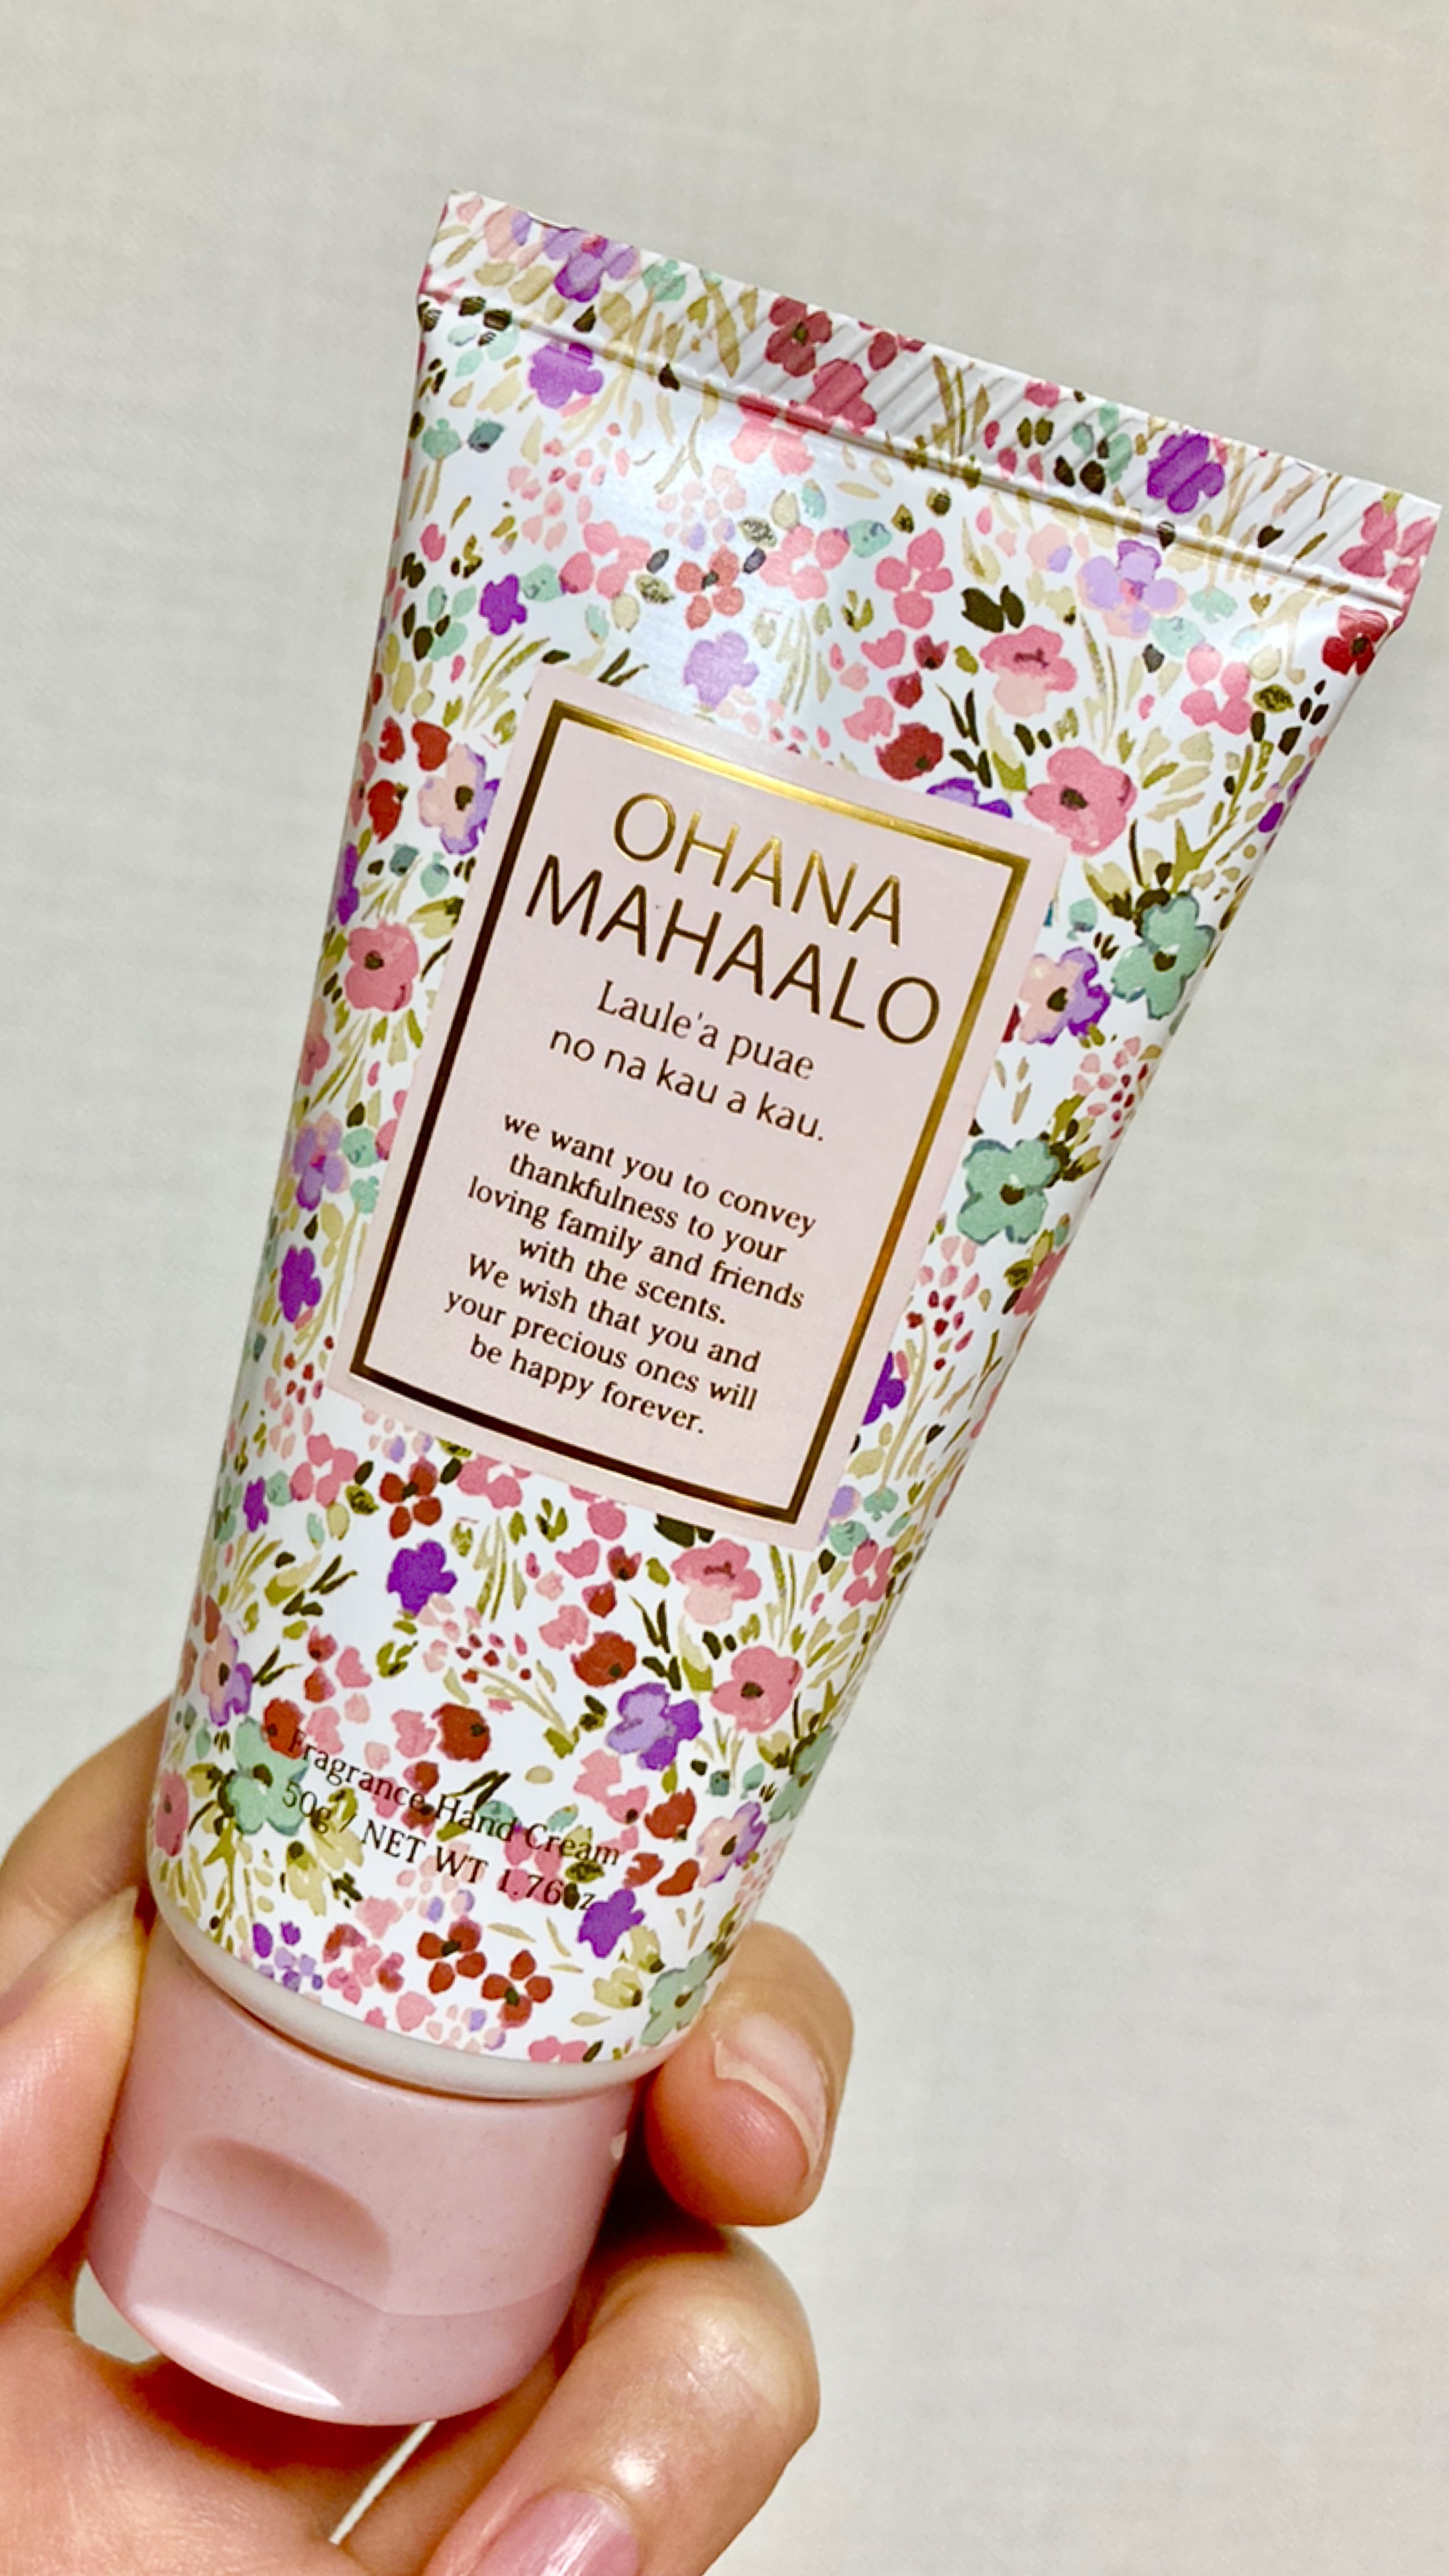 OHANA
MAHAALO
Laule'a puae
no na kau a kau.
we want you to convey
thankfulness to your
loving family and friends
with the scents.
We wish that you and
your precious ones will
be happy forever.
Fragrance Hand Cream
50g / NET WT 1.76oz